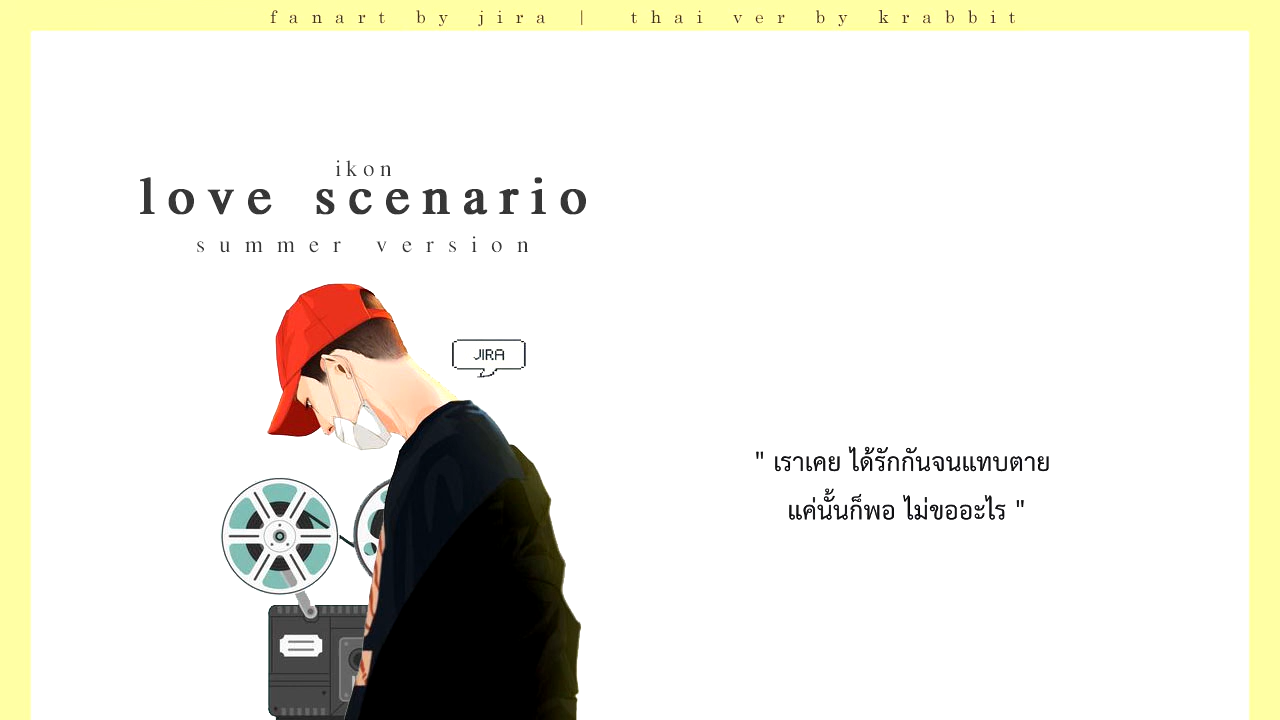 fanart by jira | thai ver by krabbit
ikon
love scenario
summer version
JIRA
" เราเคย ได้รักกันจนแทบตาย
แค่นั้นก็พอ ไม่ขออะไร "